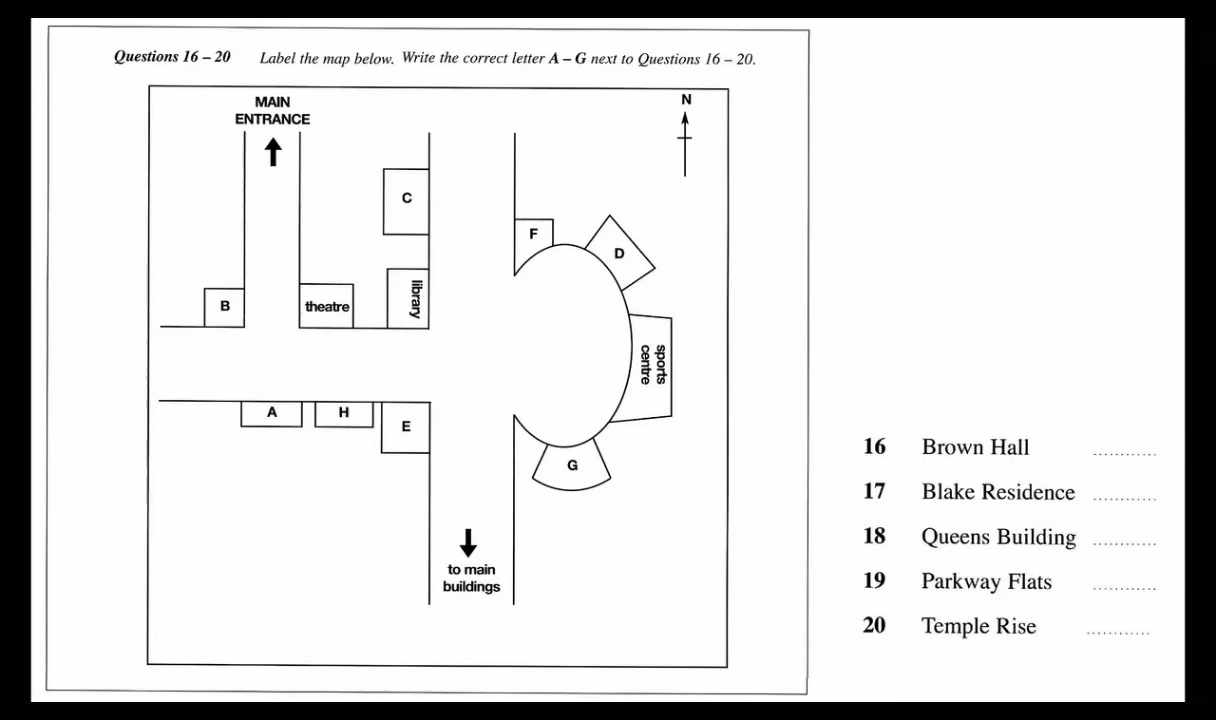 Questions 16 – 20 Label the map below. Write the correct letter A – G next to Questions 16 – 20.
MAIN
ENTRANCE
N
C
F
D
B
theatre
library
sports
centre
A
H
E
G
to main
buildings
16 Brown Hall ............
17 Blake Residence ............
18 Queens Building ............
19 Parkway Flats ............
20 Temple Rise ............